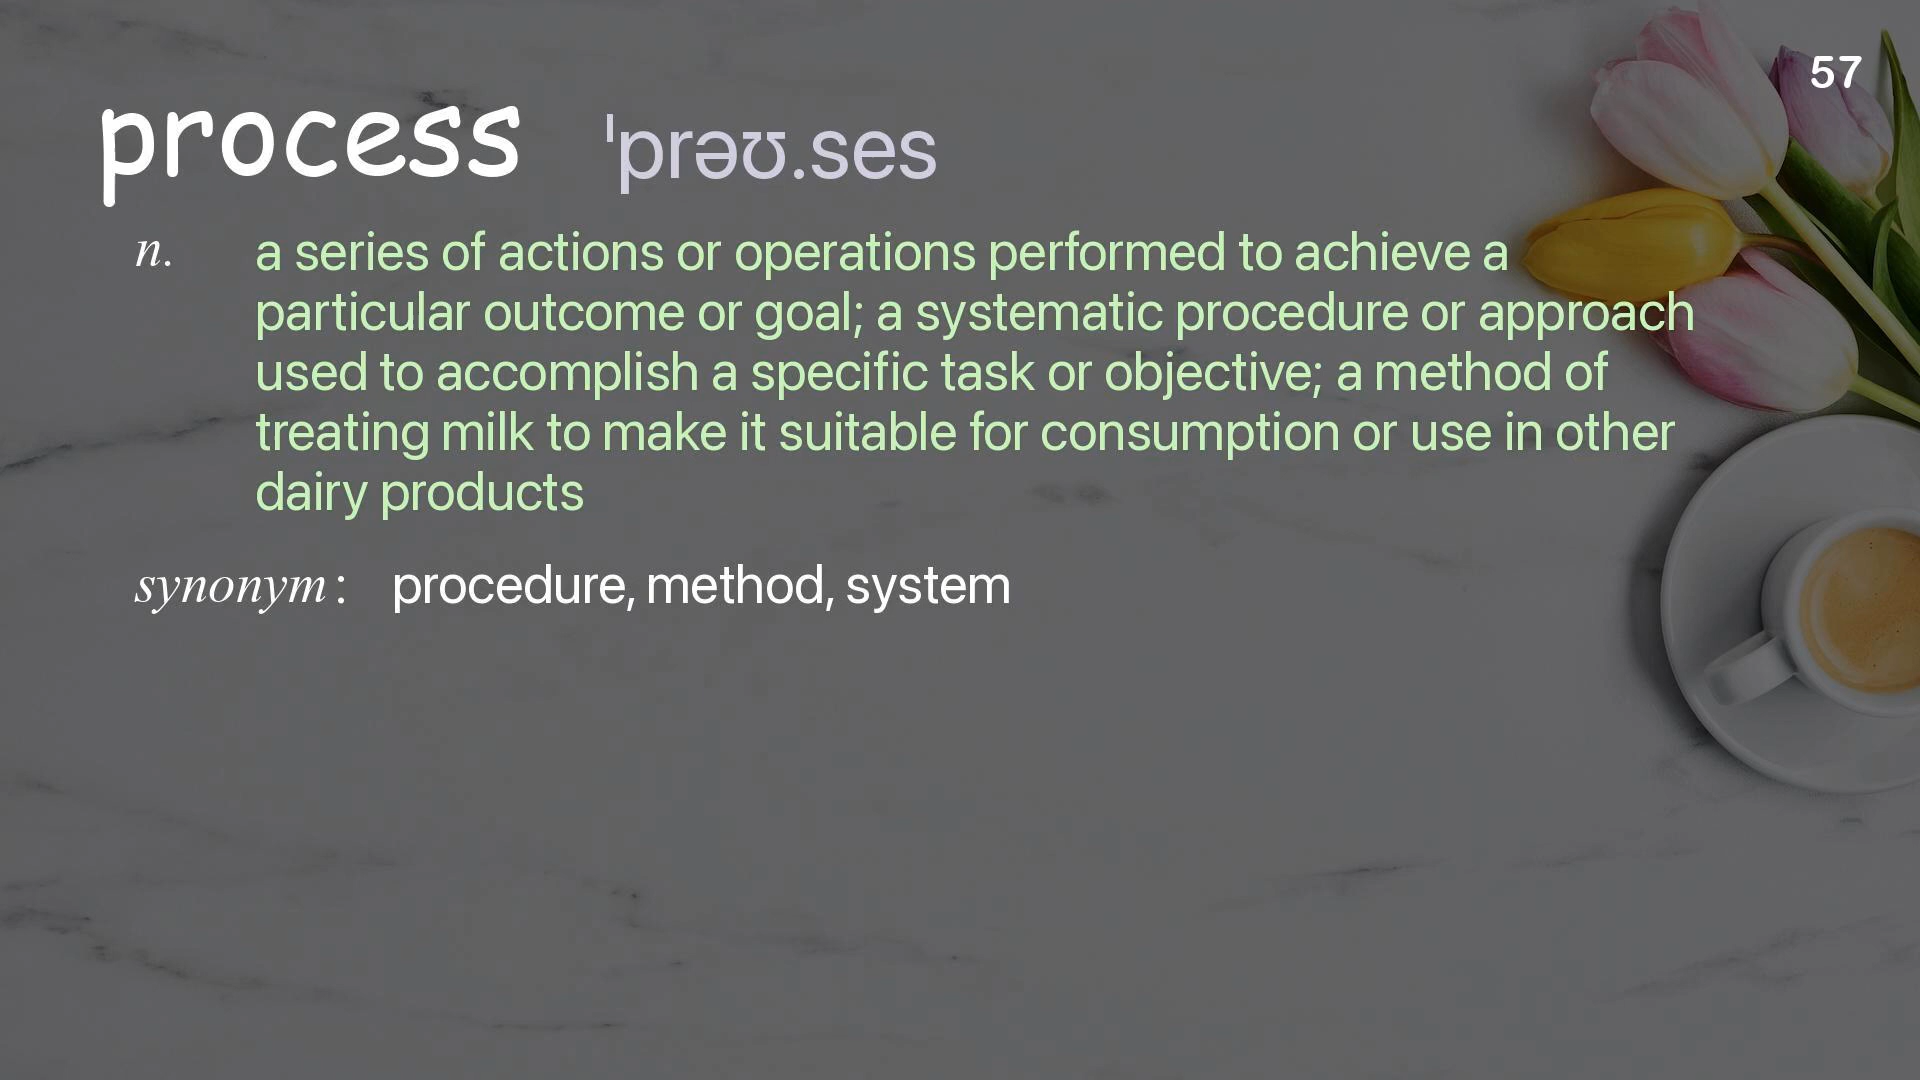 57
process ˈprəʊ.ses
n. a series of actions or operations performed to achieve a
particular outcome or goal; a systematic procedure or approach
used to accomplish a specific task or objective; a method of
treating milk to make it suitable for consumption or use in other
dairy products
synonym: procedure, method, system